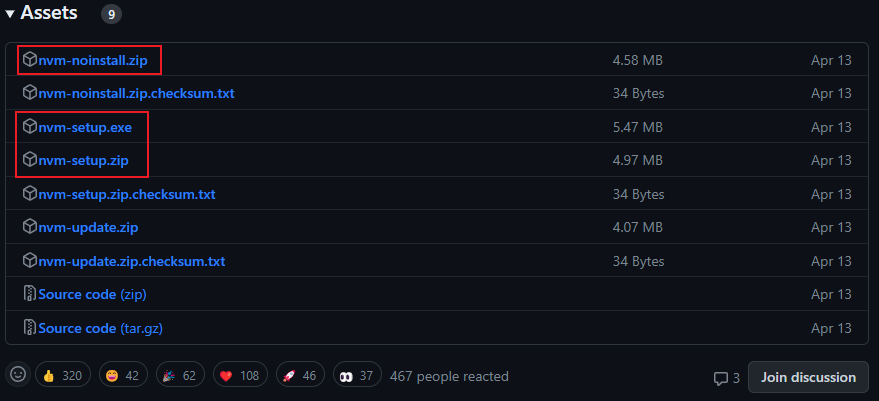 Assets 9
nvm-noinstall.zip 4.58 MB Apr 13
nvm-noinstall.zip.checksum.txt 34 Bytes Apr 13
nvm-setup.exe 5.47 MB Apr 13
nvm-setup.zip 4.97 MB Apr 13
nvm-setup.zip.checksum.txt 34 Bytes Apr 13
nvm-update.zip 4.07 MB Apr 13
nvm-update.zip.checksum.txt 34 Bytes Apr 13
Source code (zip) Apr 13
Source code (tar.gz) Apr 13
320 42 62 108 46 37 467 people reacted 3 Join discussion